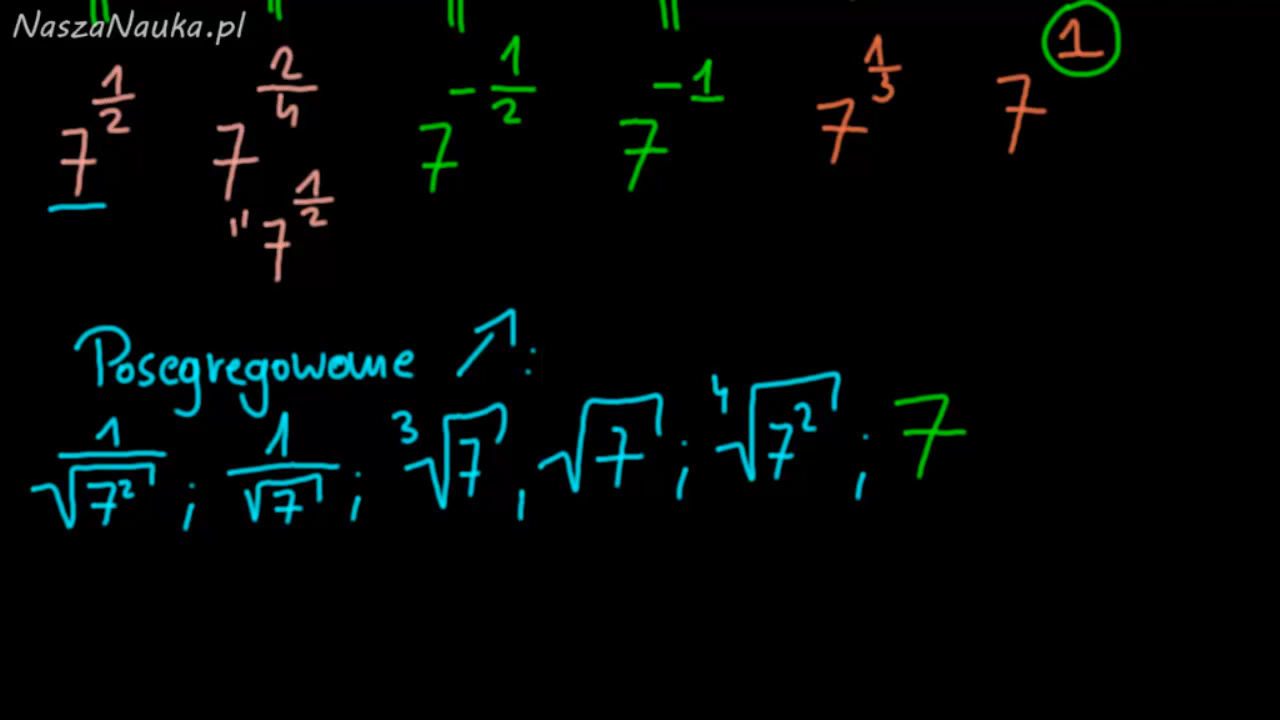 NaszaNauka.pl
" " " "
7^{1/2} 7^{2/4} 7^{-1/2} 7^{-1} 7^{1/3} 7^{1}
" 7^{1/2}
Posegregowane ↗:
1/√7² ; 1/√7 ; ³√7 , √7 ; ⁴√7² ; 7